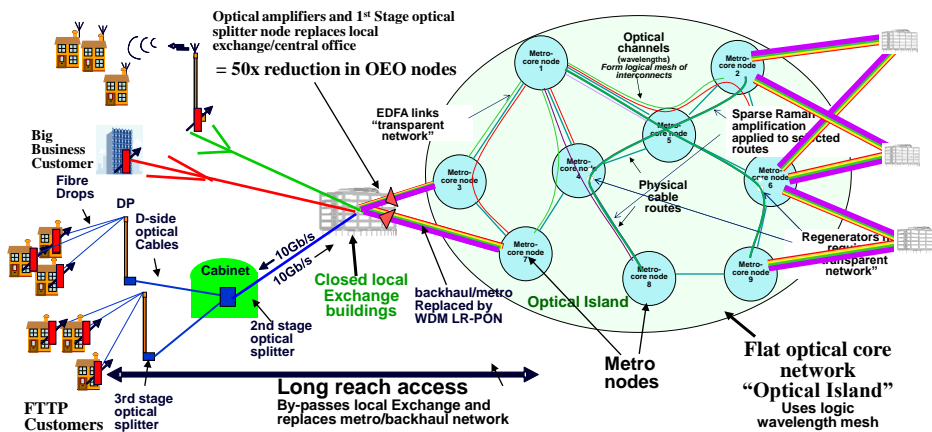 Optical amplifiers and 1st Stage optical
splitter node replaces local
exchange/central office
= 50x reduction in OEO nodes
Big
Business
Customer
Fibre
Drops
DP
D-side
optical
Cables
Cabinet
10Gb/s
10Gb/s
Closed local
Exchange
buildings
2nd stage
optical
splitter
3rd stage
optical
splitter
FTTP
Customers
backhaul/metro
Replaced by
WDM LR-PON
Long reach access
By-passes local Exchange and
replaces metro/backhaul network
EDFA links
“transparent
network”
Optical
channels
(wavelengths)
Form logical mesh of
interconnects
Metro-
core node
1
Metro-
core node
2
Metro-
core node
3
Metro-
core node
4
Metro-
core node
5
Metro-
core node
6
Metro-
core node
7
Metro-
core node
8
Metro-
core node
9
Sparse Raman
amplification
applied to selected
routes
Physical
cable
routes
Regenerators
requi
transparent
network”
Optical Island
Metro
nodes
Flat optical core
network
“Optical Island”
Uses logic
wavelength mesh